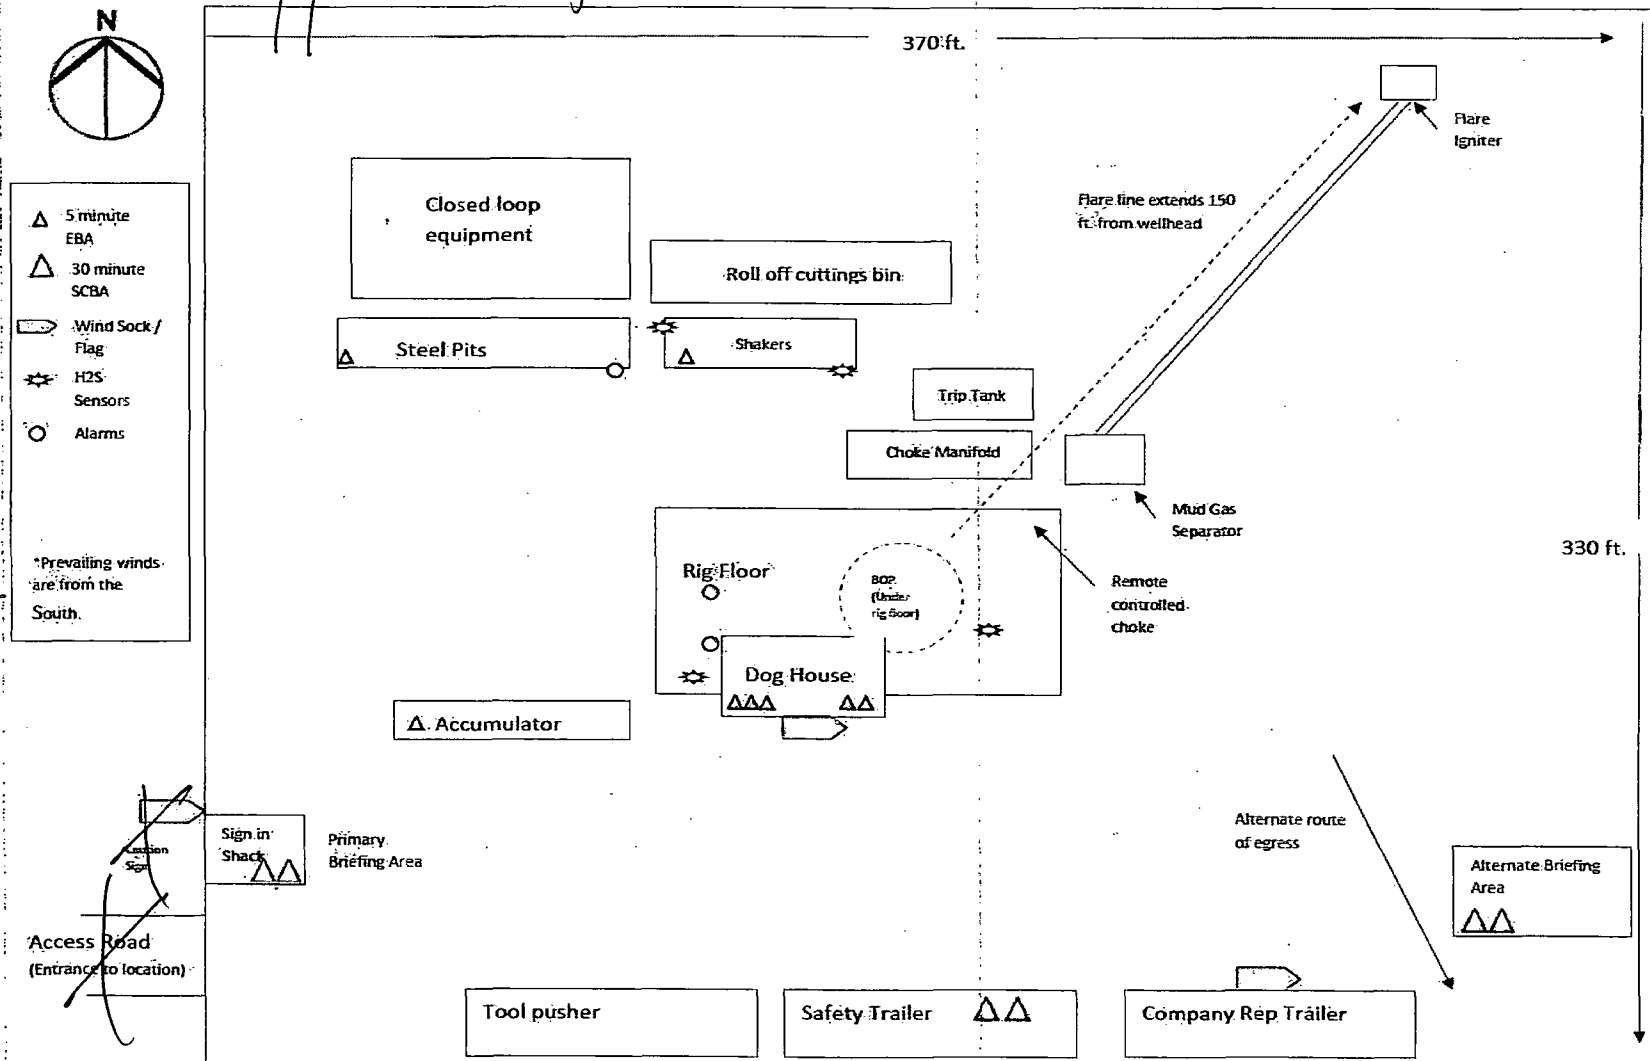 N
370 ft.
Flare
Igniter
Closed loop
equipment
Flare line extends 150
ft. from wellhead
5 minute
EBA
30 minute
SCBA
Wind Sock /
Flag
H2S
Sensors
Alarms
Roll off cuttings bin
Steel Pits
Shakers
Trip Tank
Choke Manifold
Mud Gas
Separator
330 ft.
*Prevailing winds
are from the
South.
Rig Floor
BOP
(Under
rig floor)
Remote
controlled
choke
Dog House
Accumulator
Sign in
Shack
Primary
Briefing Area
Caution
Sign
Alternate route
of egress
Alternate Briefing
Area
Access Road
(Entrance to location)
Tool pusher
Safety Trailer
Company Rep Trailer